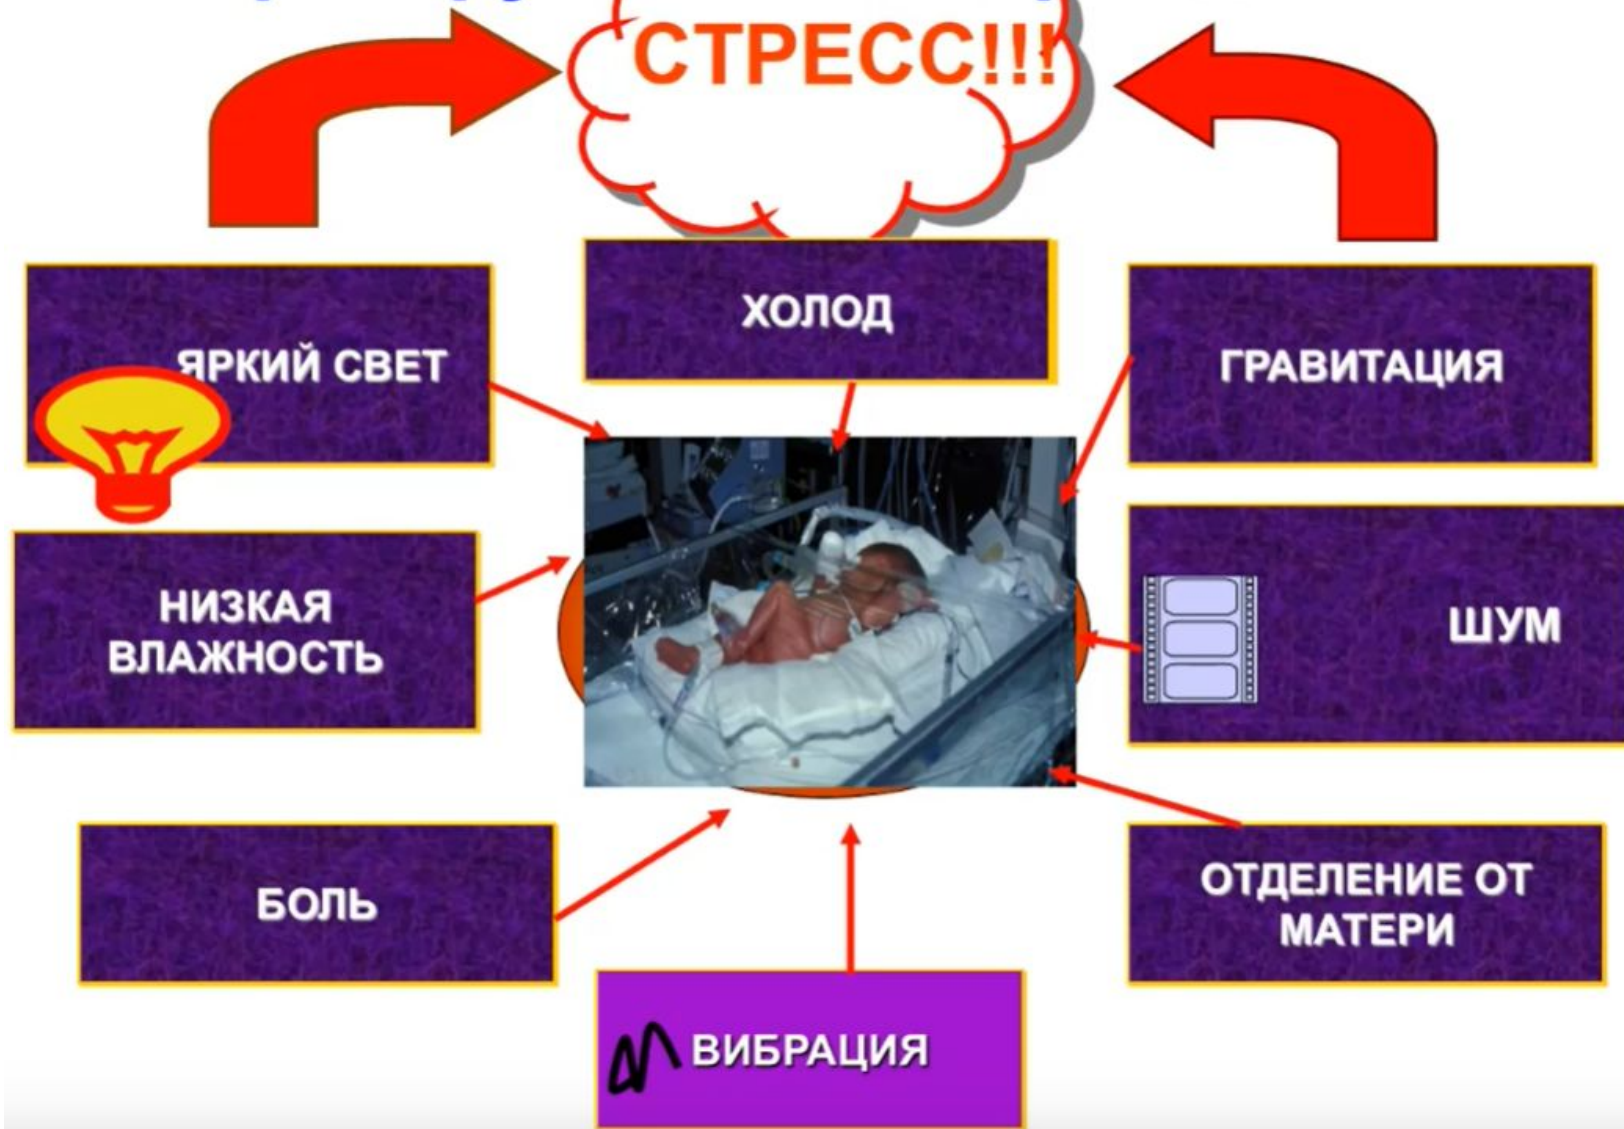 СТРЕСС!!!
ХОЛОД
ЯРКИЙ СВЕТ
ГРАВИТАЦИЯ
НИЗКАЯ
ВЛАЖНОСТЬ
ШУМ
БОЛЬ
ОТДЕЛЕНИЕ ОТ
МАТЕРИ
ВИБРАЦИЯ